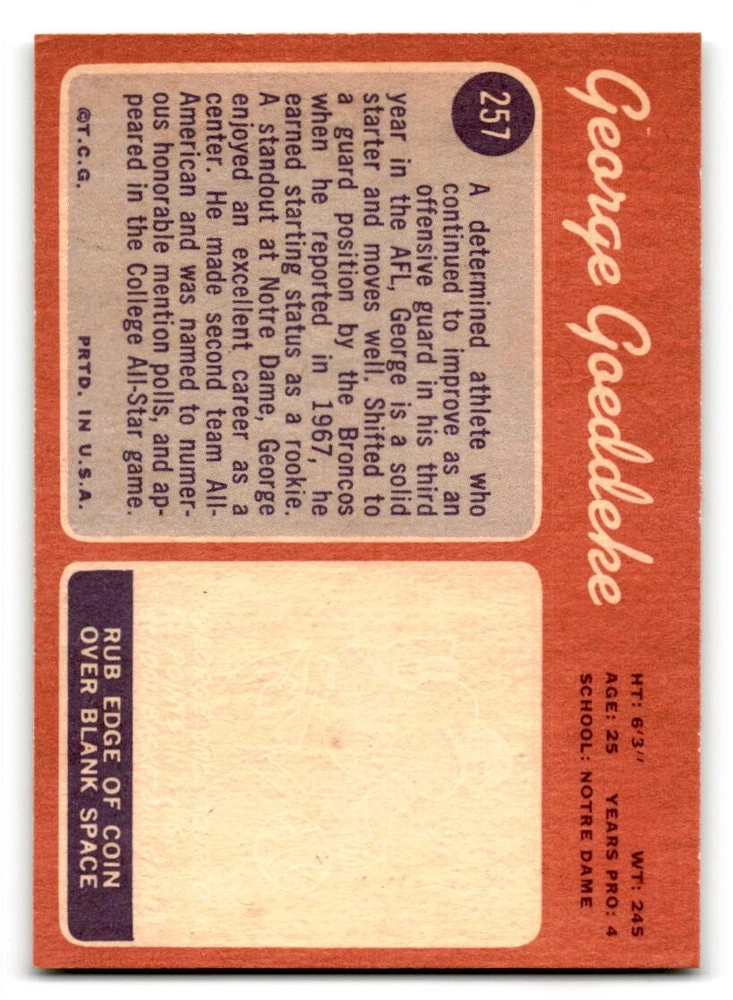 George Goeddeke
HT: 6'3" WT: 245
AGE: 25 YEARS PRO: 4
SCHOOL: NOTRE DAME
257
A determined athlete who
continued to improve as an
offensive guard in his third
year in the AFL, George is a solid
starter and moves well. Shifted to
a guard position by the Broncos
when he reported in 1967, he
earned starting status as a rookie.
A standout at Notre Dame, George
enjoyed an excellent career as a
center. He made second team All-
American and was named to numer-
ous honorable mention polls, and ap-
peared in the College All-Star game.
©T.C.G. PRTD. IN U.S.A.
RUB EDGE OF COIN
OVER BLANK SPACE